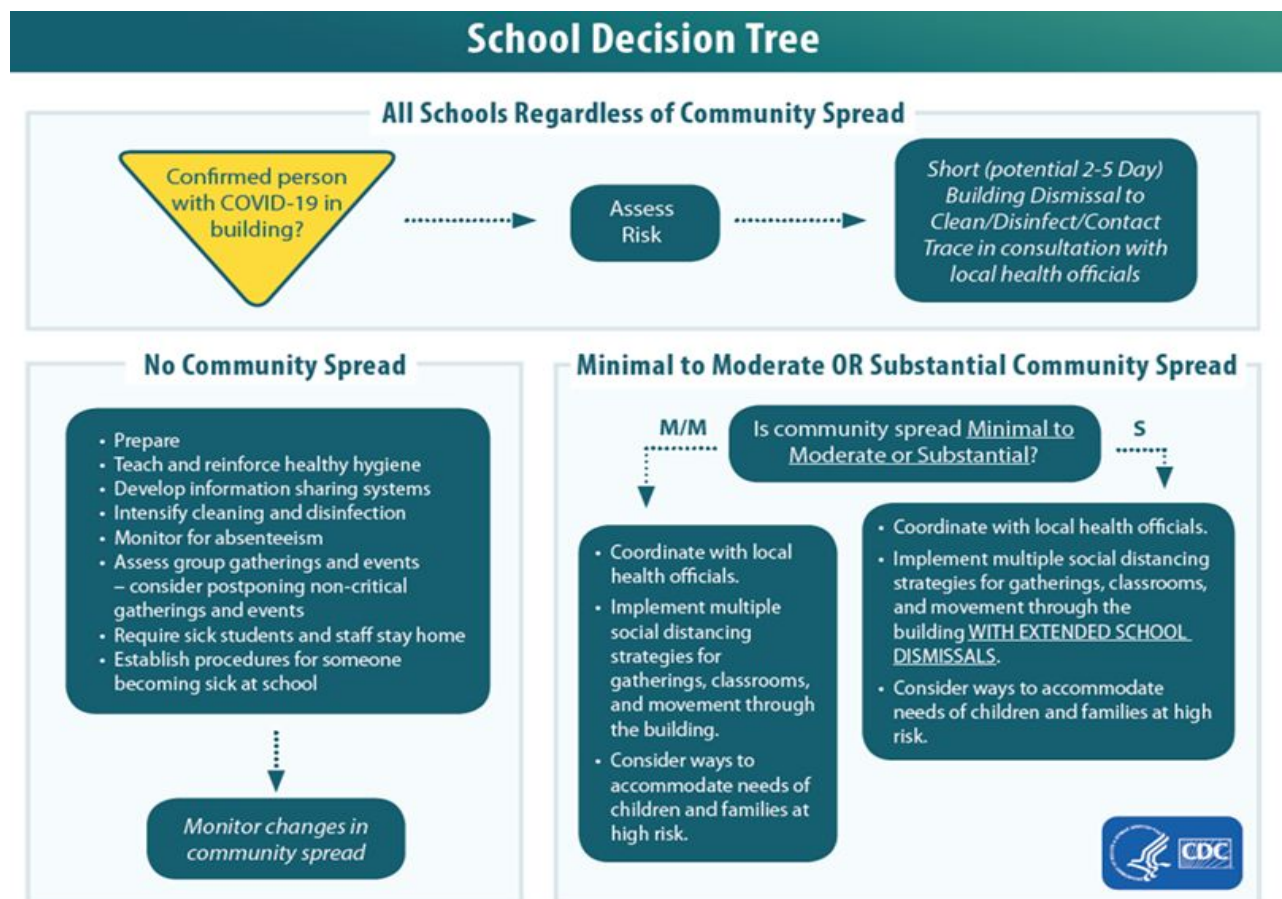 School Decision Tree
All Schools Regardless of Community Spread
Confirmed person
with COVID-19 in
building?
Assess
Risk
Short (potential 2-5 Day)
Building Dismissal to
Clean/Disinfect/Contact
Trace in consultation with
local health officials
No Community Spread
• Prepare
• Teach and reinforce healthy hygiene
• Develop information sharing systems
• Intensify cleaning and disinfection
• Monitor for absenteeism
• Assess group gatherings and events
– consider postponing non-critical
gatherings and events
• Require sick students and staff stay home
• Establish procedures for someone
becoming sick at school
Monitor changes in
community spread
Minimal to Moderate OR Substantial Community Spread
Is community spread Minimal to
Moderate or Substantial?
M/M
• Coordinate with local
health officials.
• Implement multiple
social distancing
strategies for
gatherings, classrooms,
and movement through
the building.
• Consider ways to
accommodate needs of
children and families at
high risk.
S
• Coordinate with local health officials.
• Implement multiple social distancing
strategies for gatherings, classrooms,
and movement through the
building WITH EXTENDED SCHOOL
DISMISSALS.
• Consider ways to accommodate
needs of children and families at high
risk.
CDC